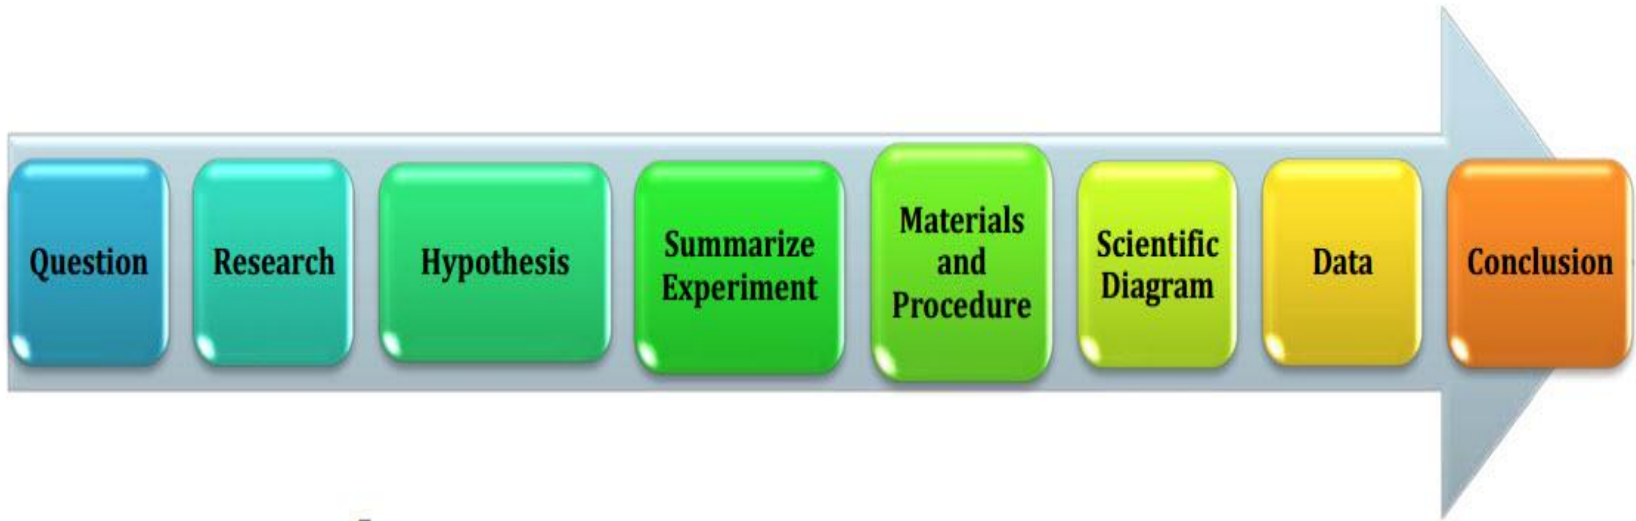 Question
Research
Hypothesis
Summarize
Experiment
Materials
and
Procedure
Scientific
Diagram
Data
Conclusion